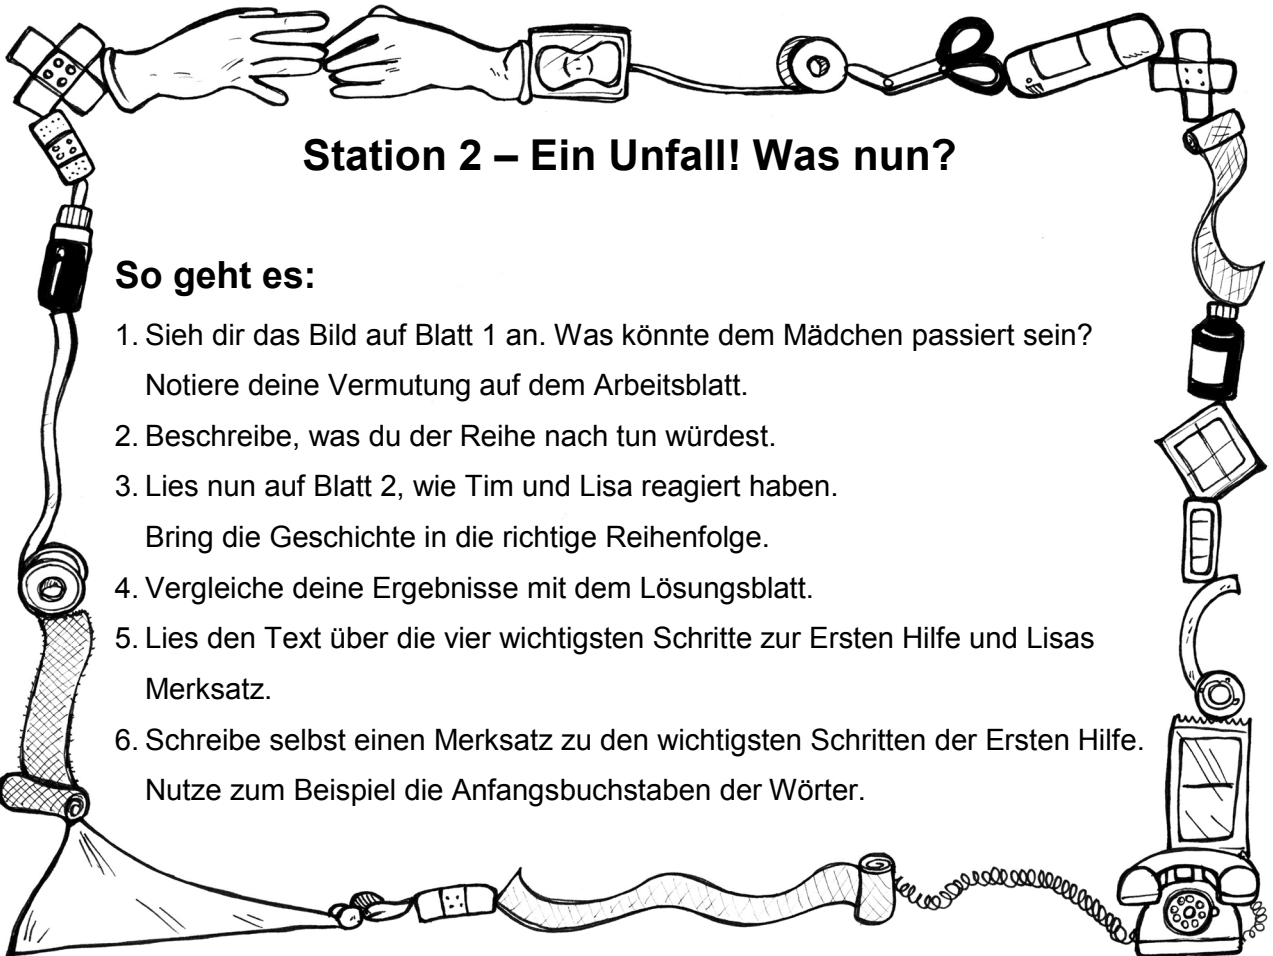 Station 2 – Ein Unfall! Was nun?
So geht es:
1. Sieh dir das Bild auf Blatt 1 an. Was könnte dem Mädchen passiert sein?
Notiere deine Vermutung auf dem Arbeitsblatt.
2. Beschreibe, was du der Reihe nach tun würdest.
3. Lies nun auf Blatt 2, wie Tim und Lisa reagiert haben.
Bring die Geschichte in die richtige Reihenfolge.
4. Vergleiche deine Ergebnisse mit dem Lösungsblatt.
5. Lies den Text über die vier wichtigsten Schritte zur Ersten Hilfe und Lisas
Merksatz.
6. Schreibe selbst einen Merksatz zu den wichtigsten Schritten der Ersten Hilfe.
Nutze zum Beispiel die Anfangsbuchstaben der Wörter.